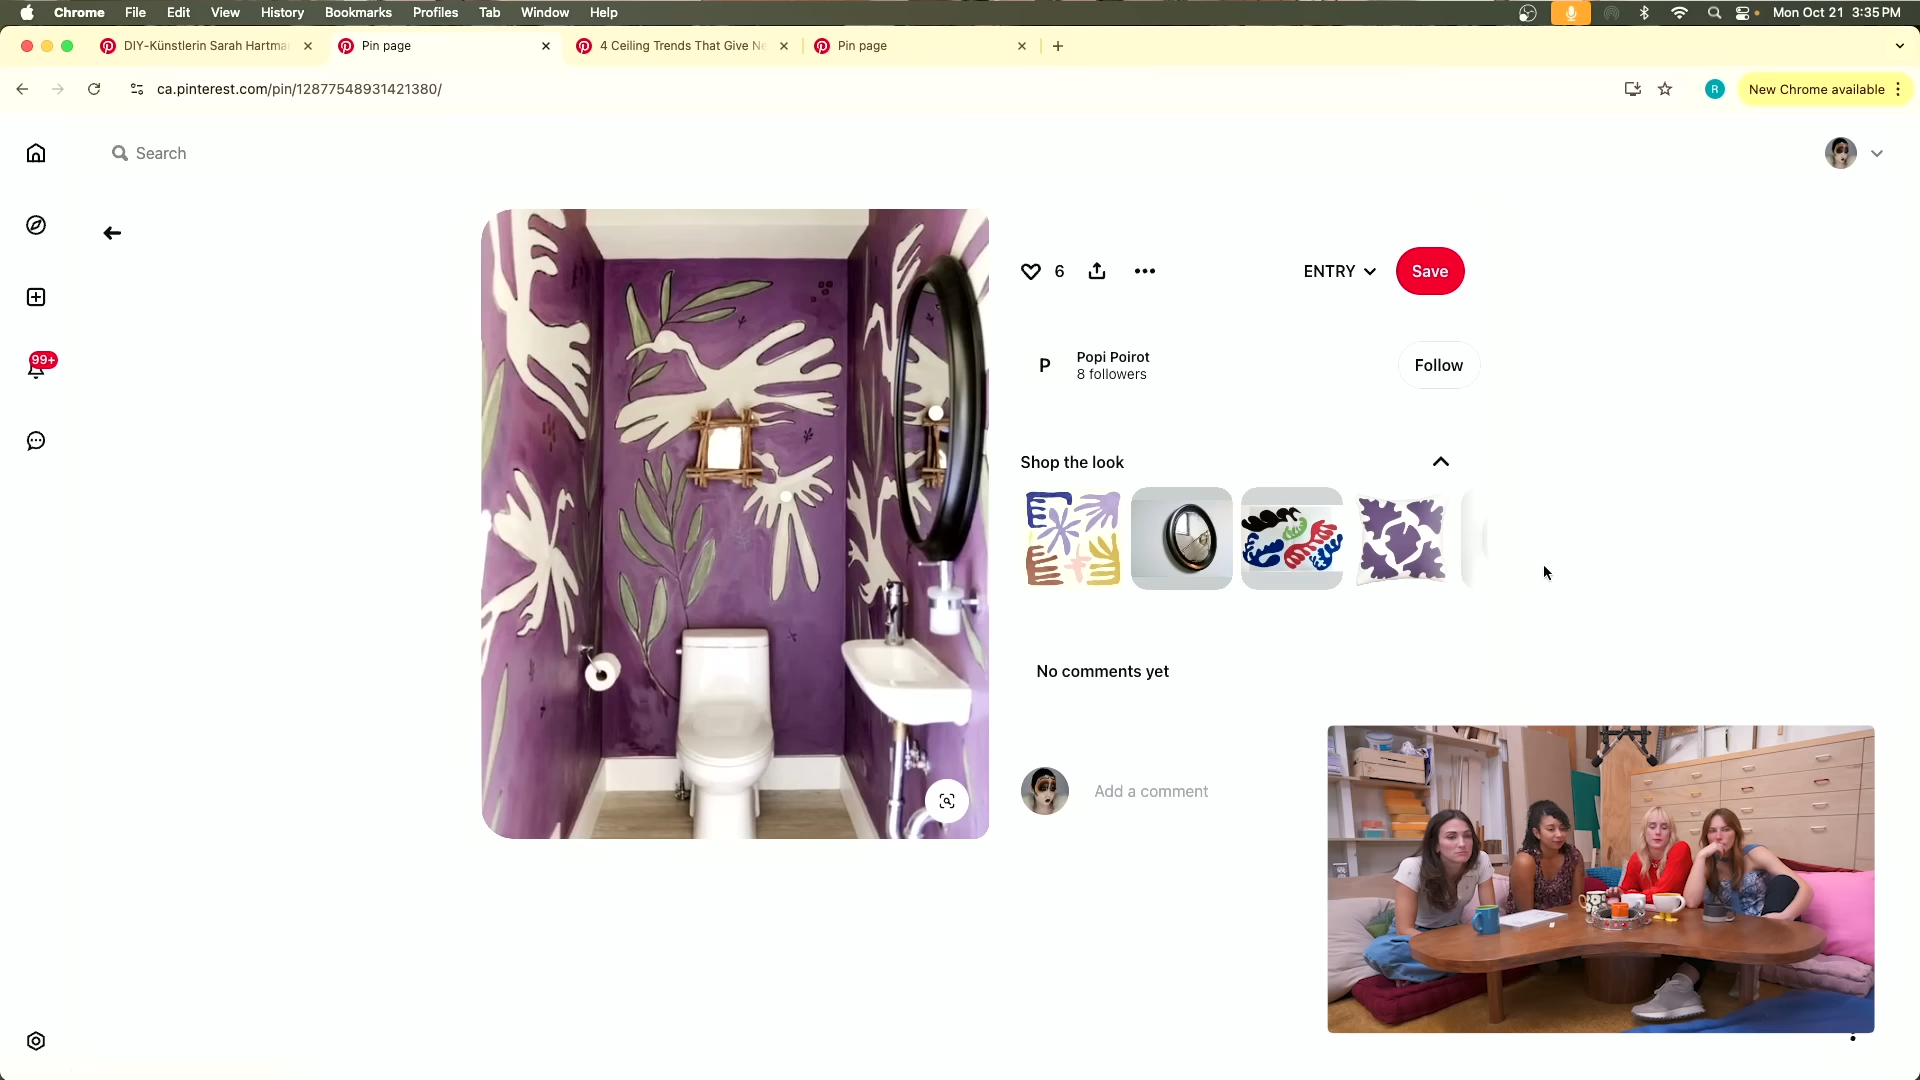 Chrome File Edit View History Bookmarks Profiles Tab Window Help
Mon Oct 21 3:35 PM
DIY-Künstlerin Sarah Hartma
Pin page
4 Ceiling Trends That Give Ne
Pin page
ca.pinterest.com/pin/12877548931421380/
R
New Chrome available
Search
99+
6
ENTRY
Save
P
Popi Poirot
8 followers
Follow
Shop the look
No comments yet
Add a comment